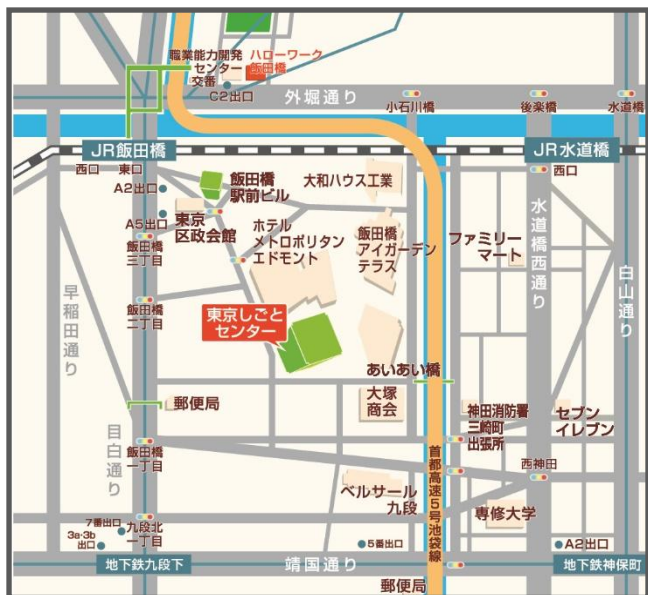 職業能力開発
センター
交番
ハローワーク
飯田橋
C2出口
外堀通り
小石川橋
後楽橋
水道橋
JR飯田橋
JR水道橋
西口
東口
A2出口
飯田橋
駅前ビル
大和ハウス工業
西口
A5出口
東京
区政会館
ホテル
メトロポリタン
エドモント
飯田橋
アイガーデン
テラス
ファミリー
マート
水道橋西通り
白山通り
飯田橋
三丁目
早稲田通り
飯田橋
二丁目
東京しごと
センター
あいあい橋
郵便局
大塚
商会
神田消防署
三崎町
出張所
セブン
イレブン
目白通り
飯田橋
一丁目
首都高速5号池袋線
西神田
ベルサール
九段
専修大学
7番出口
3a・3b
出口
九段北
一丁目
5番出口
A2出口
地下鉄九段下
靖国通り
地下鉄神保町
郵便局